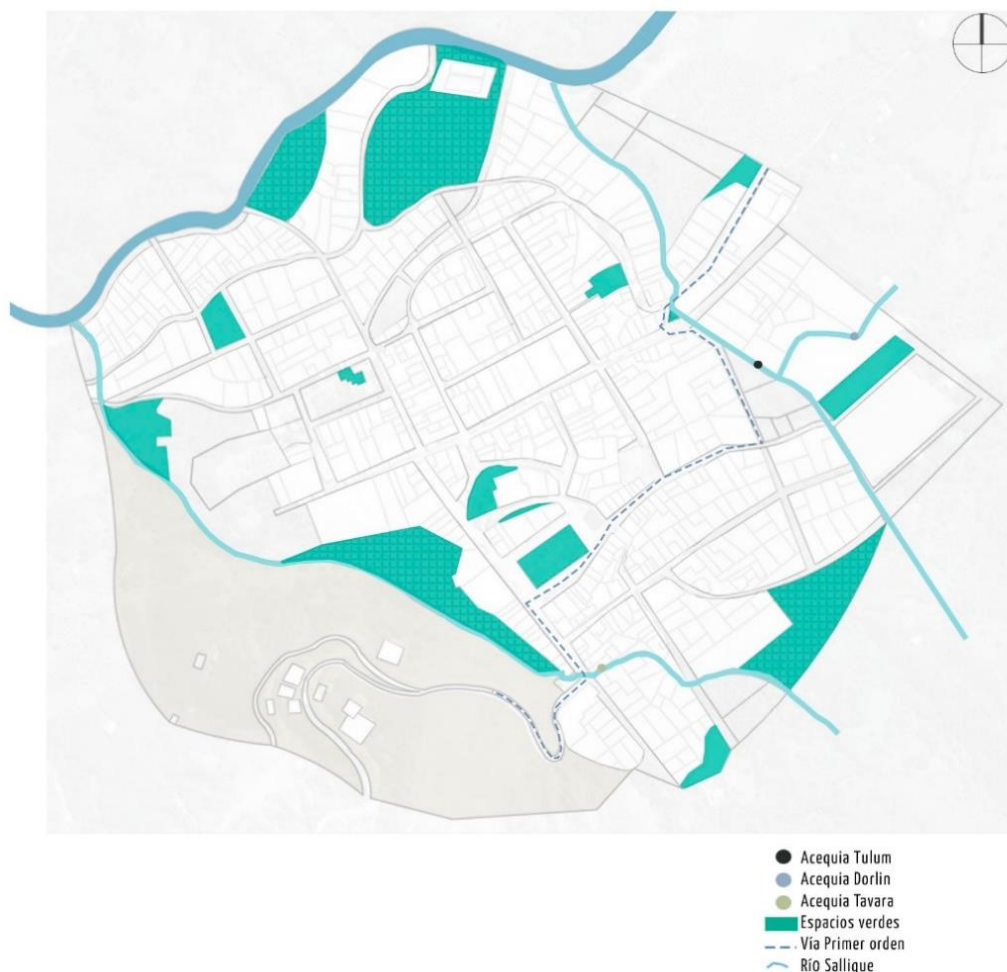 Acequia Tulum
Acequia Dorlin
Acequia Tavara
Espacios verdes
Vía Primer orden
Río Sallique